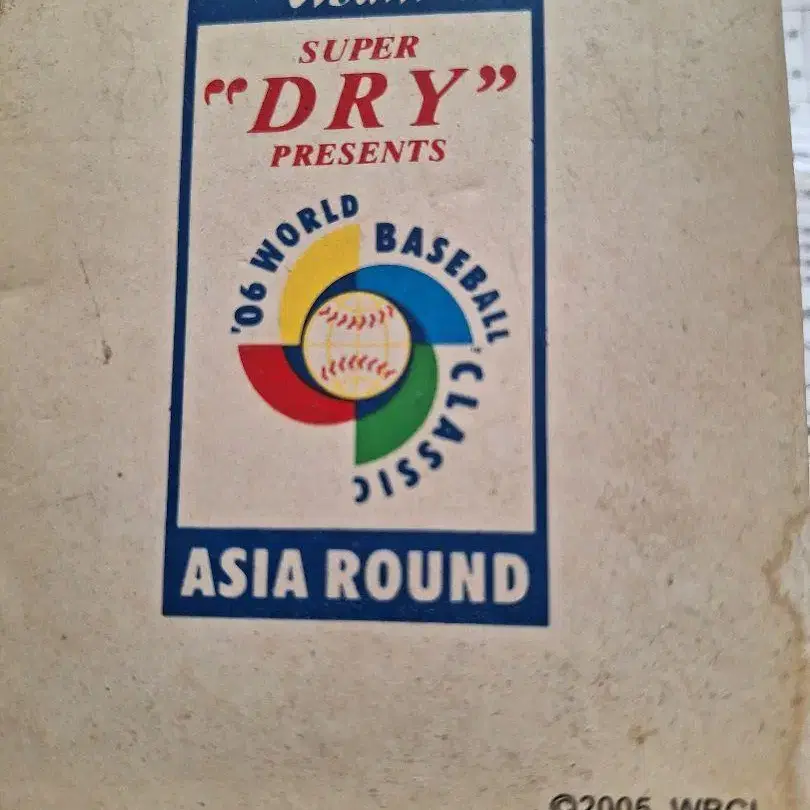 SUPER
"DRY"
PRESENTS
'06 WORLD BASEBALL CLASSIC
ASIA ROUND
©2005 WBCI